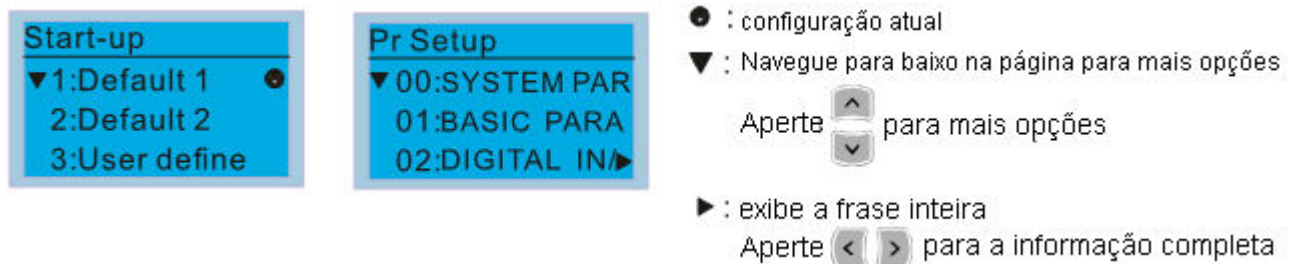 Start-up
▼1:Default 1
2:Default 2
3:User define
Pr Setup
▼00:SYSTEM PAR
01:BASIC PARA
02:DIGITAL IN/▶
: configuração atual
▼ : Navegue para baixo na página para mais opções
Aperte para mais opções
▶ : exibe a frase inteira
Aperte < > para a informação completa